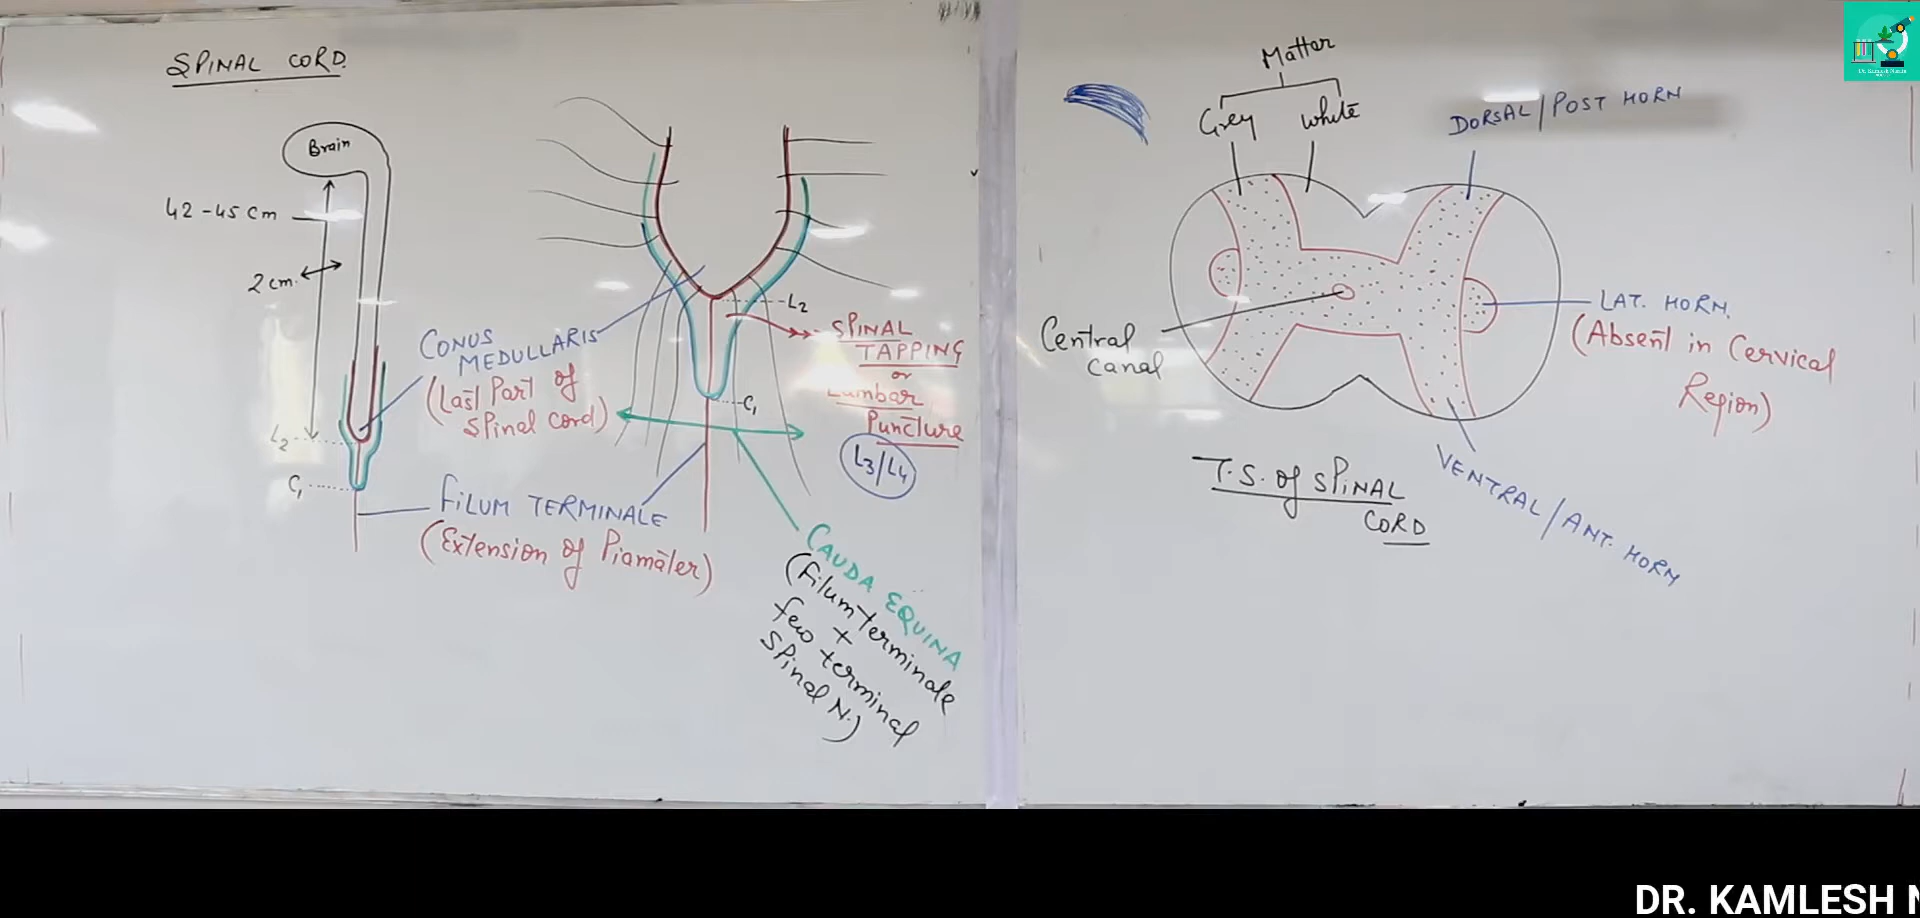 SPINAL CORD.
Brain
42-45 cm
2 cm.
CONUS
MEDULLARIS
(Last Part of
Spinal cord)
L2
C1
FILUM TERMINALE
(Extension of Piamater)
L2
SPINAL
TAPPING
or
Lumbar
Puncture
L3/L4
C1
CAUDA EQUINA
(Filum terminale
+
few terminal
Spinal N.)
Matter
Grey White
DORSAL/POST HORN
LAT. HORN.
(Absent in Cervical
Region)
Central
canal
VENTRAL/ANT. HORN
T.S. of SPINAL
CORD
DR. KAMLESH N